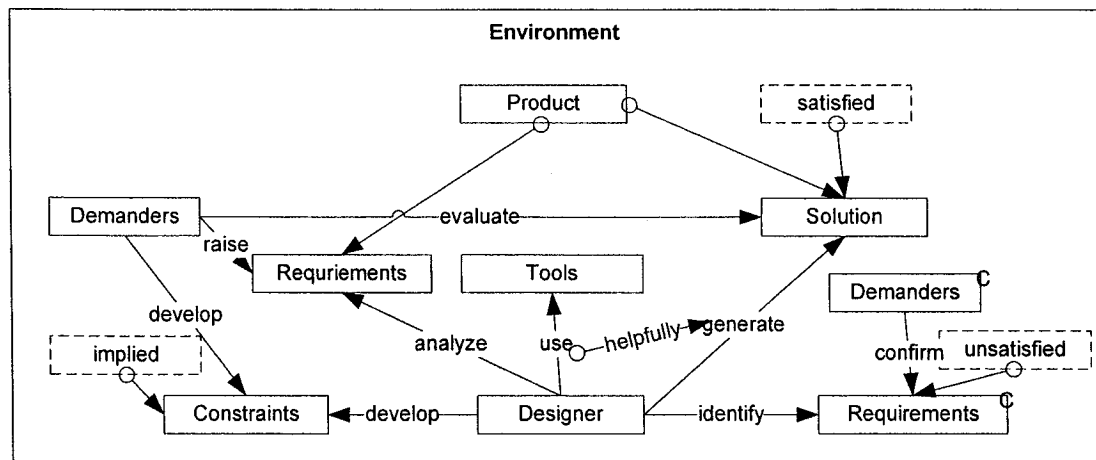 Environment
Product
satisfied
Demanders
evaluate
Solution
raise
Requriements
Tools
Demanders
C
develop
helpfully
generate
analyze
use
implied
confirm
unsatisfied
Constraints
develop
Designer
identify
Requirements
C